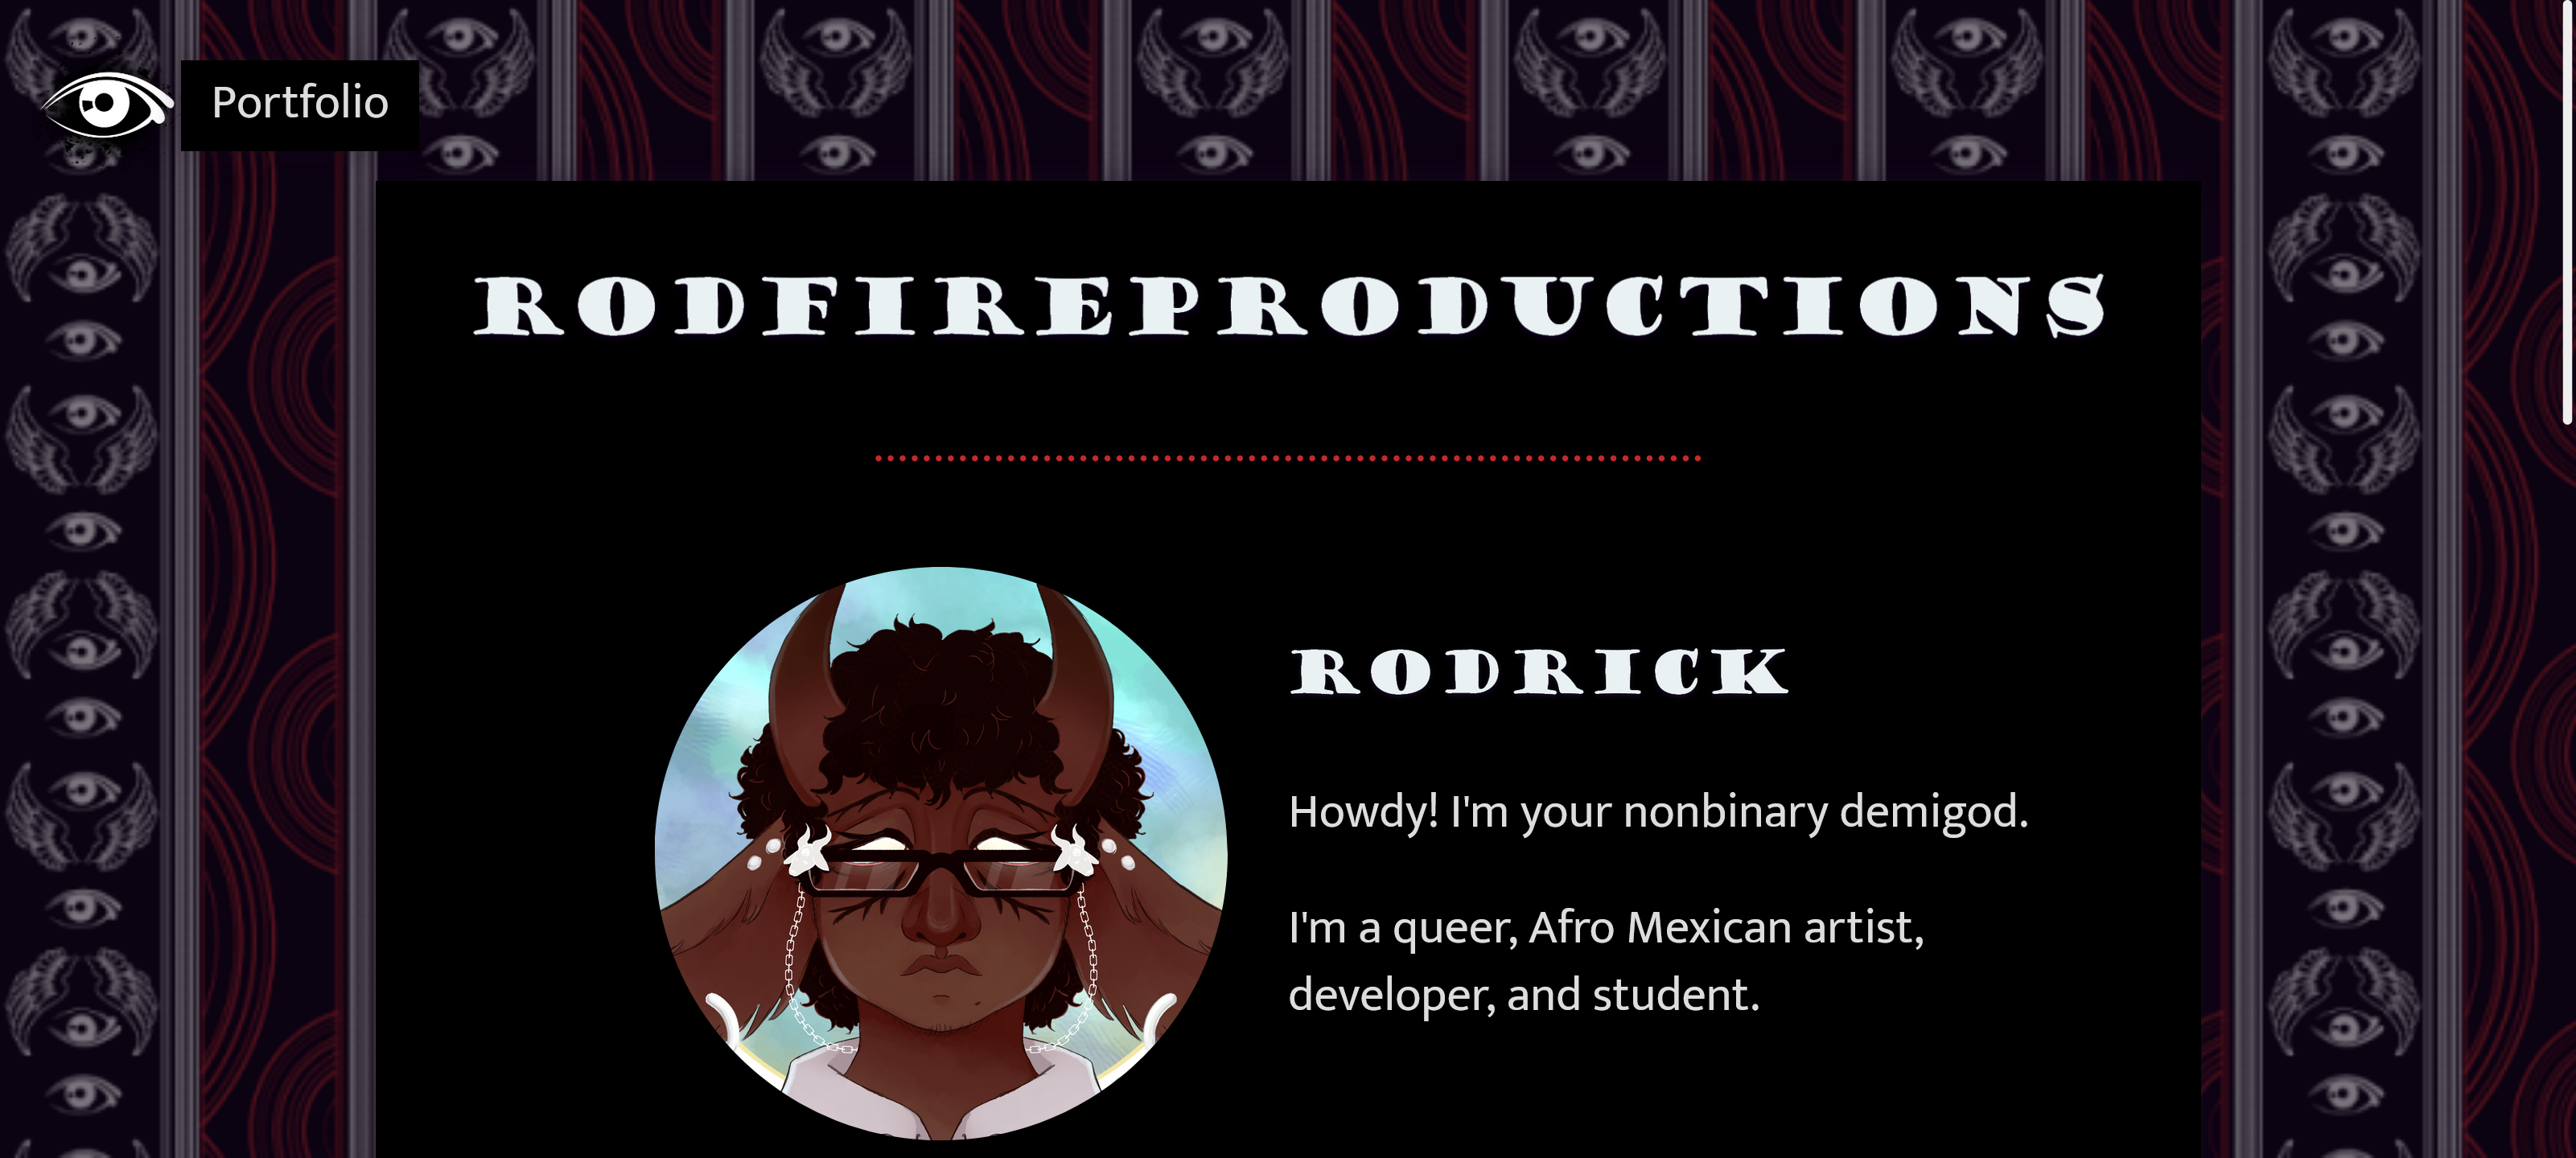 Portfolio
RODFIREPRODUCTIONS
RODRICK
Howdy! I'm your nonbinary demigod.
I'm a queer, Afro Mexican artist,
developer, and student.